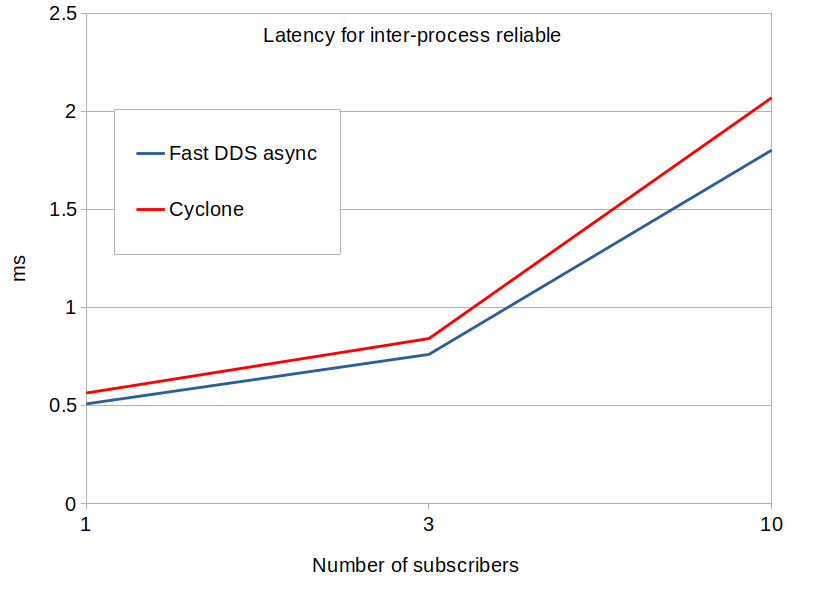 Latency for inter-process reliable
2.5
2
1.5
1
0.5
0
ms
Fast DDS async
Cyclone
1 3 10
Number of subscribers